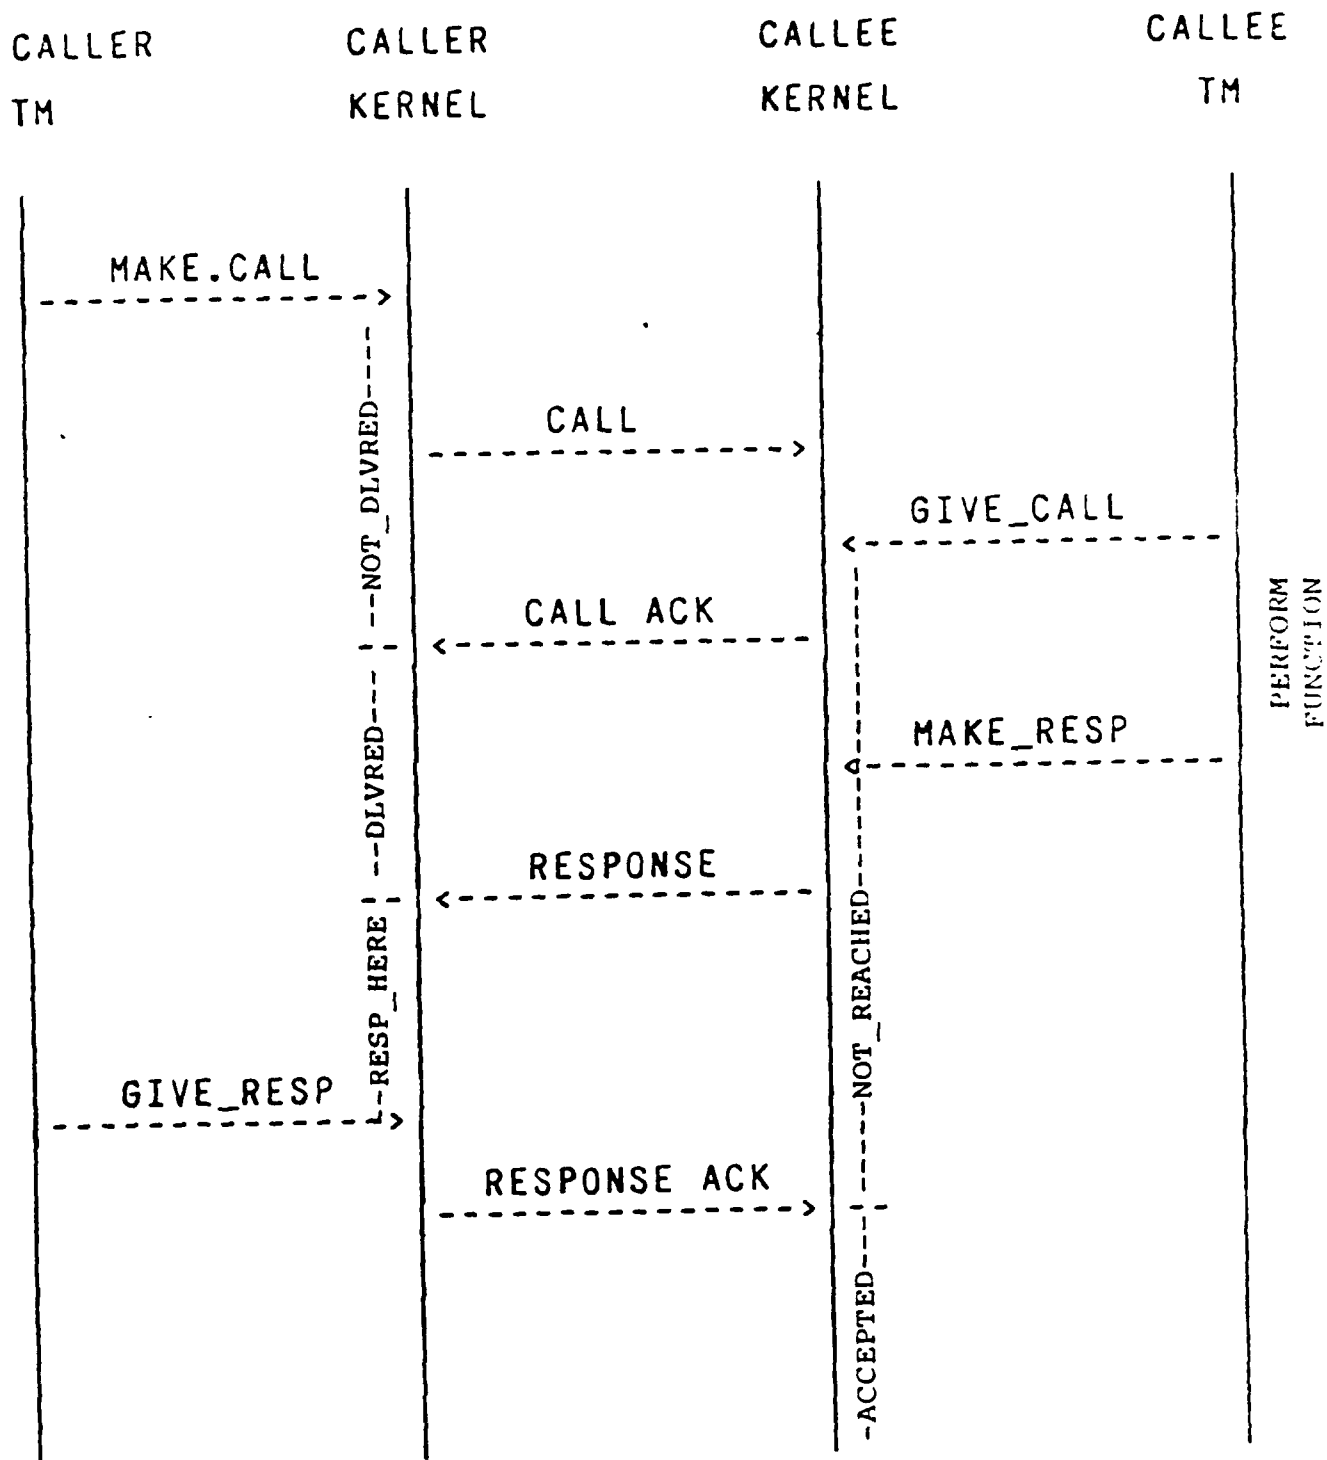 CALLER CALLER CALLEE CALLEE
TM KERNEL KERNEL TM
MAKE.CALL
NOT_DLVRED
CALL
GIVE_CALL
CALL ACK
PERFORM
FUNCTION
DLVRED
MAKE_RESP
RESPONSE
RESP_HERE
NOT_REACHED
GIVE_RESP
RESPONSE ACK
ACCEPTED